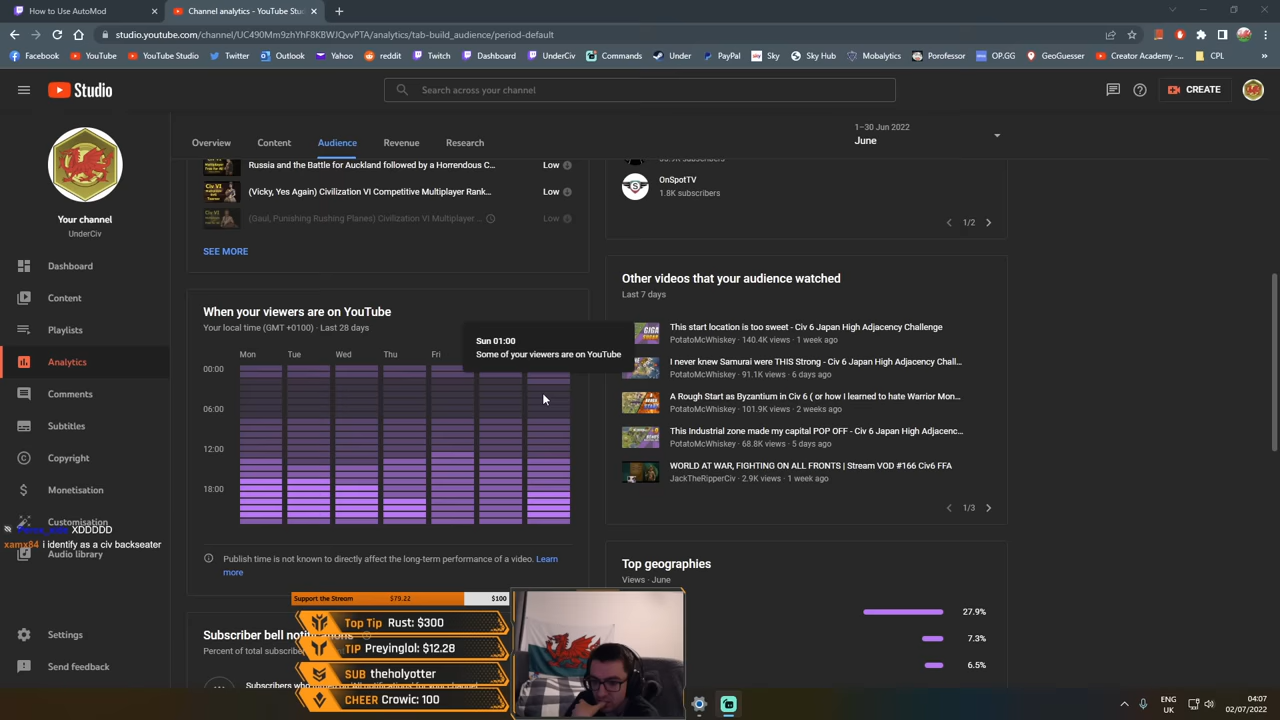 How to Use AutoMod
Channel analytics - YouTube Stu
studio.youtube.com/channel/UC490Mm9zhYhF8KBWJQvvPTA/analytics/tab-build_audience/period-default
Facebook YouTube YouTube Studio Twitter Outlook Yahoo reddit Twitch Dashboard UnderCiv Commands Under PayPal Sky Sky Hub Mobalytics Porofessor OP.GG GeoGuesser Creator Academy -... CPL
Studio
Search across your channel
CREATE
Your channel
UnderCiv
Dashboard
Content
Playlists
Analytics
Comments
Subtitles
Copyright
Monetisation
Customisation
Audio library
Settings
Send feedback
XDDDDD
xamx84 i identify as a civ backseater
Overview Content Audience Revenue Research
1–30 Jun 2022
June
Russia and the Battle for Auckland followed by a Horrendous C... Low
(Vicky, Yes Again) Civilization VI Competitive Multiplayer Rank... Low
(Gaul, Punishing Rushing Planes) Civilization VI Multiplayer ... Low
SEE MORE
When your viewers are on YouTube
Your local time (GMT +0100) · Last 28 days
Sun 01:00
Some of your viewers are on YouTube
Mon Tue Wed Thu Fri
00:00
06:00
12:00
18:00
Publish time is not known to directly affect the long-term performance of a video. Learn
more
Subscriber bell notifications
Percent of total subscribe
OnSpotTV
1.8K subscribers
1/2
Other videos that your audience watched
Last 7 days
This start location is too sweet - Civ 6 Japan High Adjacency Challenge
PotatoMcWhiskey · 140.4K views · 1 week ago
I never knew Samurai were THIS Strong - Civ 6 Japan High Adjacency Chall...
PotatoMcWhiskey · 91.1K views · 6 days ago
A Rough Start as Byzantium in Civ 6 ( or how I learned to hate Warrior Mon...
PotatoMcWhiskey · 101.9K views · 2 weeks ago
This Industrial zone made my capital POP OFF - Civ 6 Japan High Adjacenc...
PotatoMcWhiskey · 68.8K views · 5 days ago
WORLD AT WAR, FIGHTING ON ALL FRONTS | Stream VOD #166 Civ6 FFA
JackTheRipperCiv · 2.9K views · 1 week ago
1/3
Top geographies
Views · June
27.9%
7.3%
6.5%
Support the Stream $79.22 $100
Top Tip Rust: $300
TIP Preyinglol: $12.28
SUB theholyotter
CHEER Crowic: 100
ENG
UK
04:07
02/07/2022